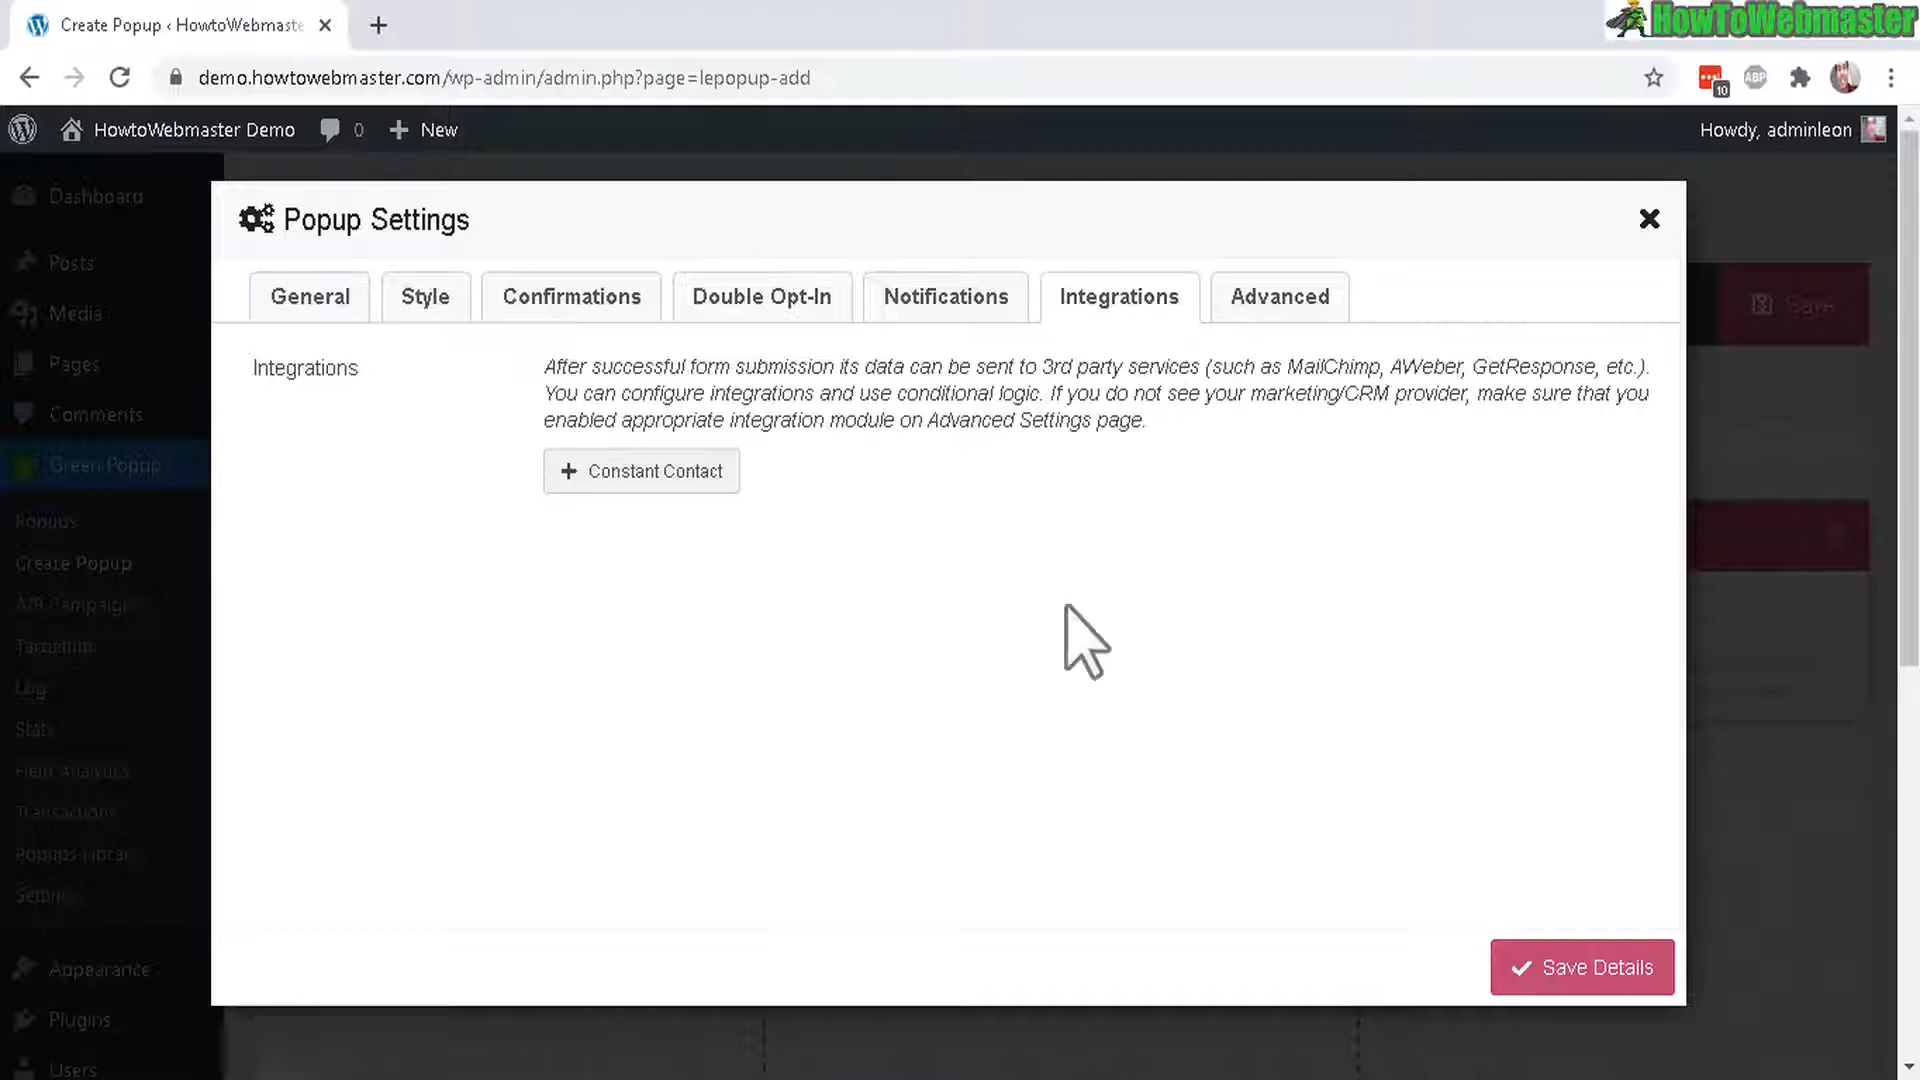 Create Popup ‹ HowtoWebmaste
HowToWebmaster
demo.howtowebmaster.com/wp-admin/admin.php?page=lepopup-add
10
ABP
HowtoWebmaster Demo
0
New
Howdy, adminleon
Dashboard
Posts
Media
Pages
Comments
Green Popup
Popups
Create Popup
A/B Campaign
Targeting
Log
Stats
Field Analytics
Transactions
Popups Librar
Settings
Appearance
Plugins
Users
Save
Popup Settings
General
Style
Confirmations
Double Opt-In
Notifications
Integrations
Advanced
Integrations
After successful form submission its data can be sent to 3rd party services (such as MailChimp, AWeber, GetResponse, etc.).
You can configure integrations and use conditional logic. If you do not see your marketing/CRM provider, make sure that you
enabled appropriate integration module on Advanced Settings page.
Constant Contact
Save Details